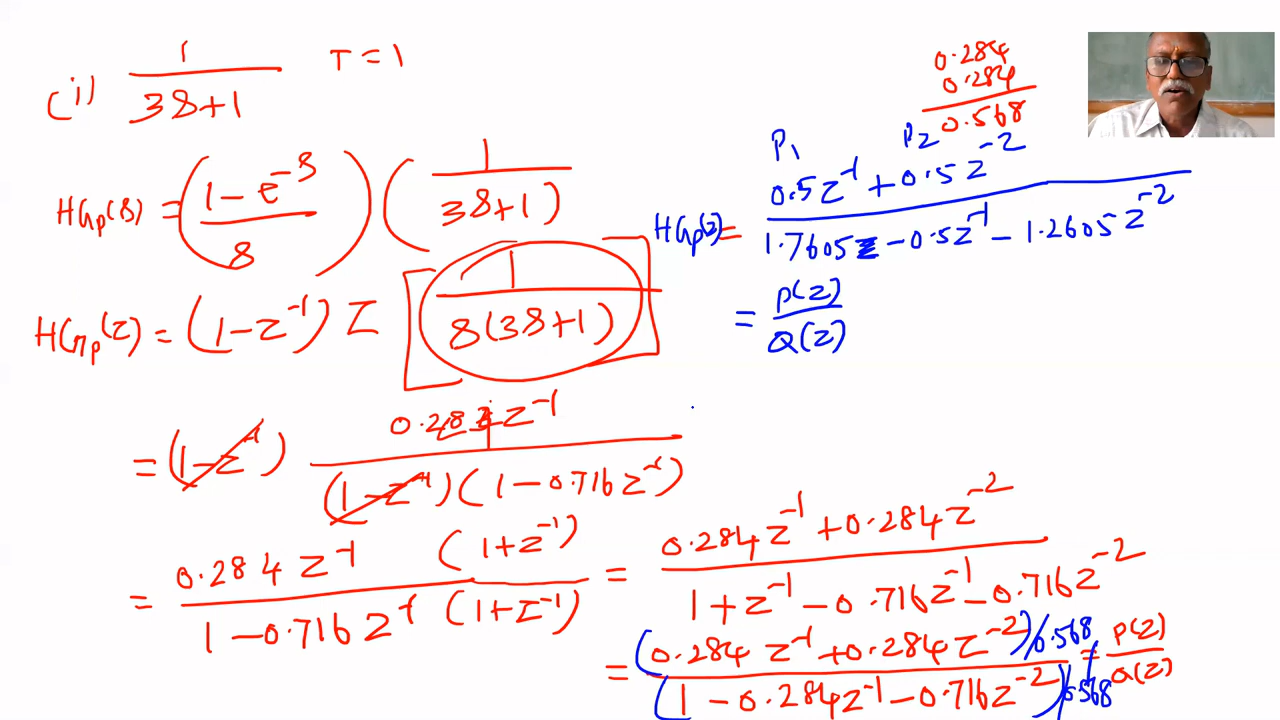 (i) 1/(3s+1) T = 1
HGp(s) = ((1 - e^-s)/s) (1/(3s+1))
HGp(z) = (1 - z^-1) Z [1/(s(3s+1))]
= (1 - z^-1) 0.284 z^-1/((1 - z^-1)(1 - 0.716 z^-1))
= 0.284 z^-1 (1 + z^-1)/(1 - 0.716 z^-1 (1 + z^-1))
= (0.284 z^-1 + 0.284 z^-2)/(1 + z^-1 - 0.716 z^-1 - 0.716 z^-2)
= (0.284 z^-1 + 0.284 z^-2)/0.568 / (1 - 0.284 z^-1 - 0.716 z^-2)/0.568 = P(z)/Q(z)
0.284
0.284
0.568
P1 P2
HGp(z) = (0.5 z^-1 + 0.5 z^-2)/(1.7605 - 0.5 z^-1 - 1.2605 z^-2)
= P(z)/Q(z)